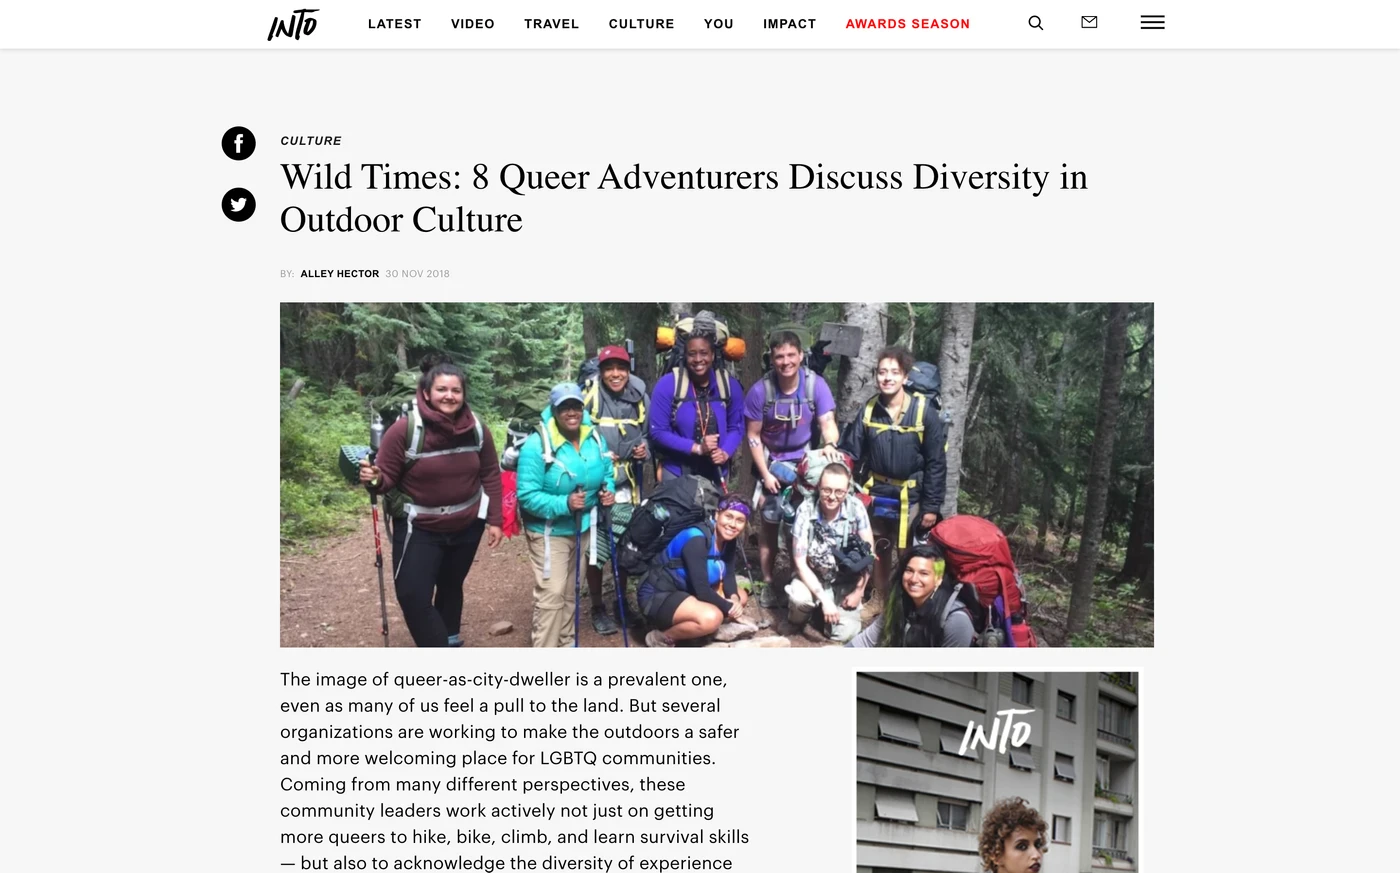 INTO
LATEST VIDEO TRAVEL CULTURE YOU IMPACT AWARDS SEASON
CULTURE
Wild Times: 8 Queer Adventurers Discuss Diversity in
Outdoor Culture
BY: ALLEY HECTOR 30 NOV 2018
The image of queer-as-city-dweller is a prevalent one,
even as many of us feel a pull to the land. But several
organizations are working to make the outdoors a safer
and more welcoming place for LGBTQ communities.
Coming from many different perspectives, these
community leaders work actively not just on getting
more queers to hike, bike, climb, and learn survival skills
— but also to acknowledge the diversity of experience
INTO